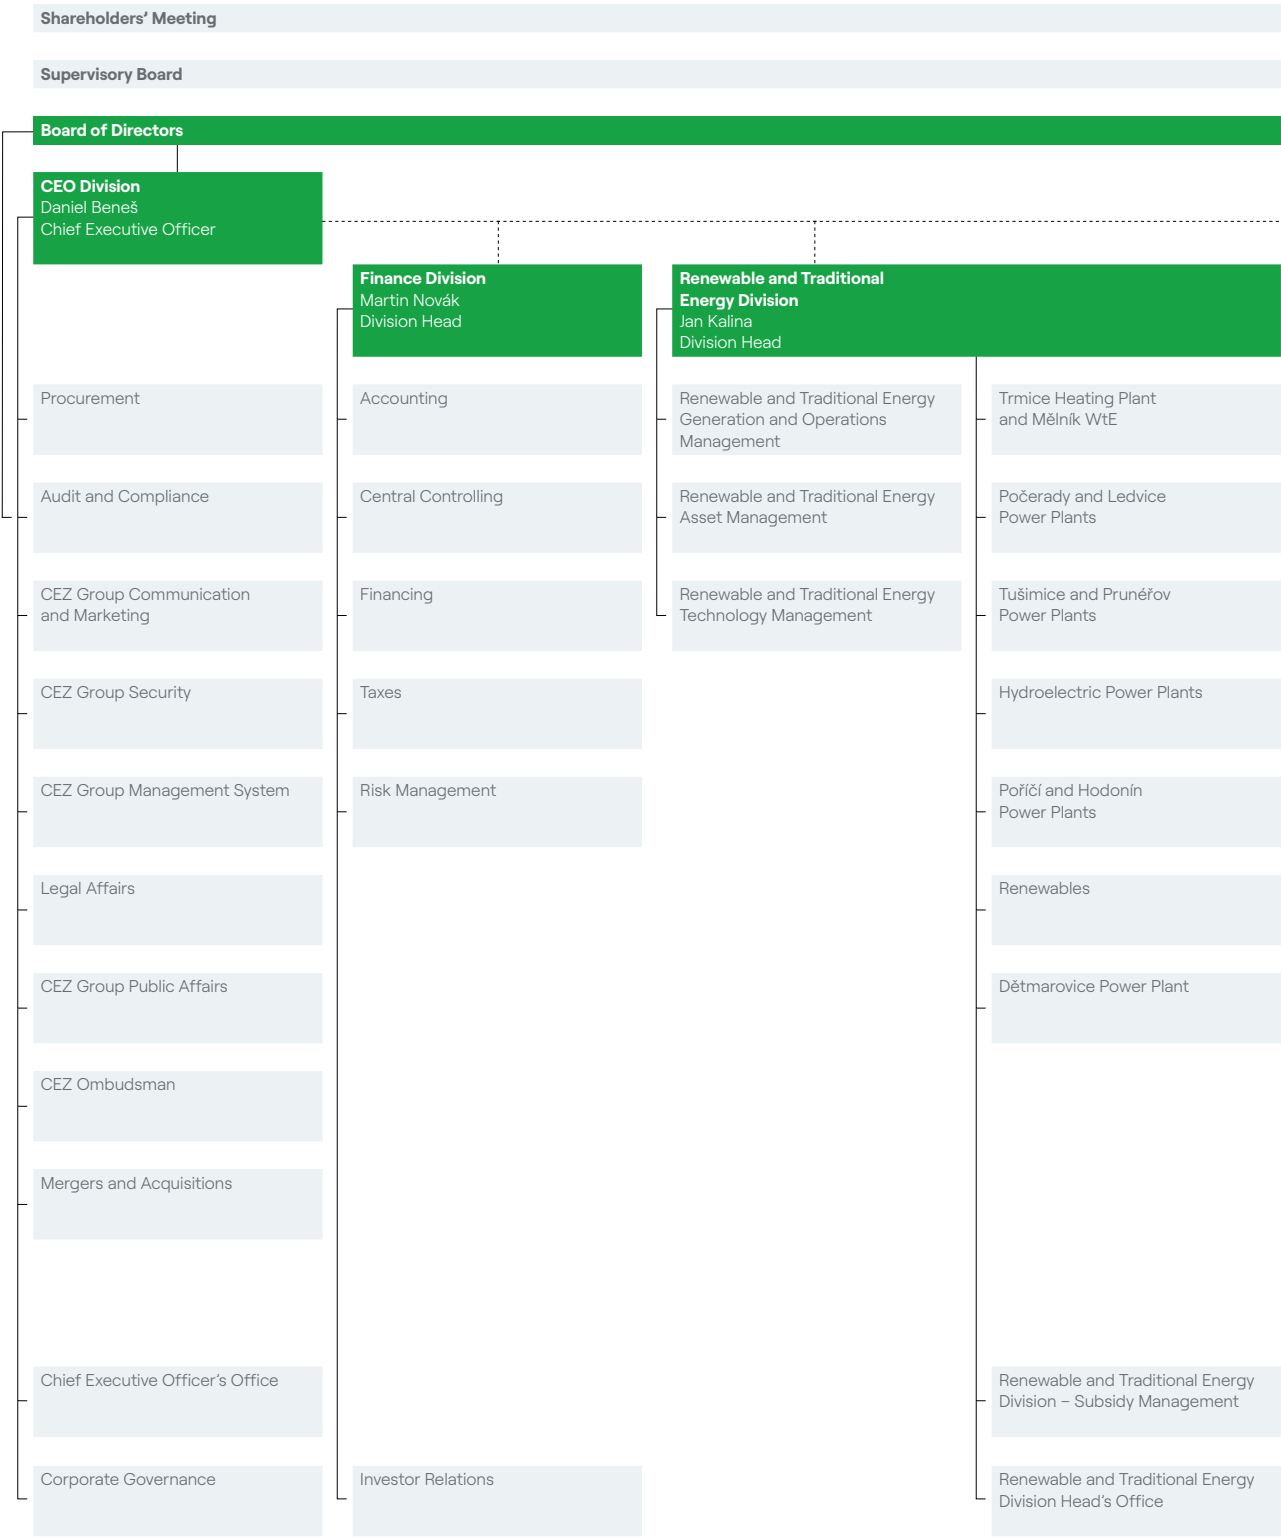 Shareholders’ Meeting
Supervisory Board
Board of Directors
CEO Division
Daniel Beneš
Chief Executive Officer
Finance Division
Martin Novák
Division Head
Renewable and Traditional
Energy Division
Jan Kalina
Division Head
Procurement
Audit and Compliance
CEZ Group Communication
and Marketing
CEZ Group Security
CEZ Group Management System
Legal Affairs
CEZ Group Public Affairs
CEZ Ombudsman
Mergers and Acquisitions
Chief Executive Officer’s Office
Corporate Governance
Accounting
Central Controlling
Financing
Taxes
Risk Management
Investor Relations
Renewable and Traditional Energy
Generation and Operations
Management
Renewable and Traditional Energy
Asset Management
Renewable and Traditional Energy
Technology Management
Trmice Heating Plant
and Mělník WtE
Počerady and Ledvice
Power Plants
Tušimice and Prunéřov
Power Plants
Hydroelectric Power Plants
Poříčí and Hodonín
Power Plants
Renewables
Dětmarovice Power Plant
Renewable and Traditional Energy
Division – Subsidy Management
Renewable and Traditional Energy
Division Head’s Office